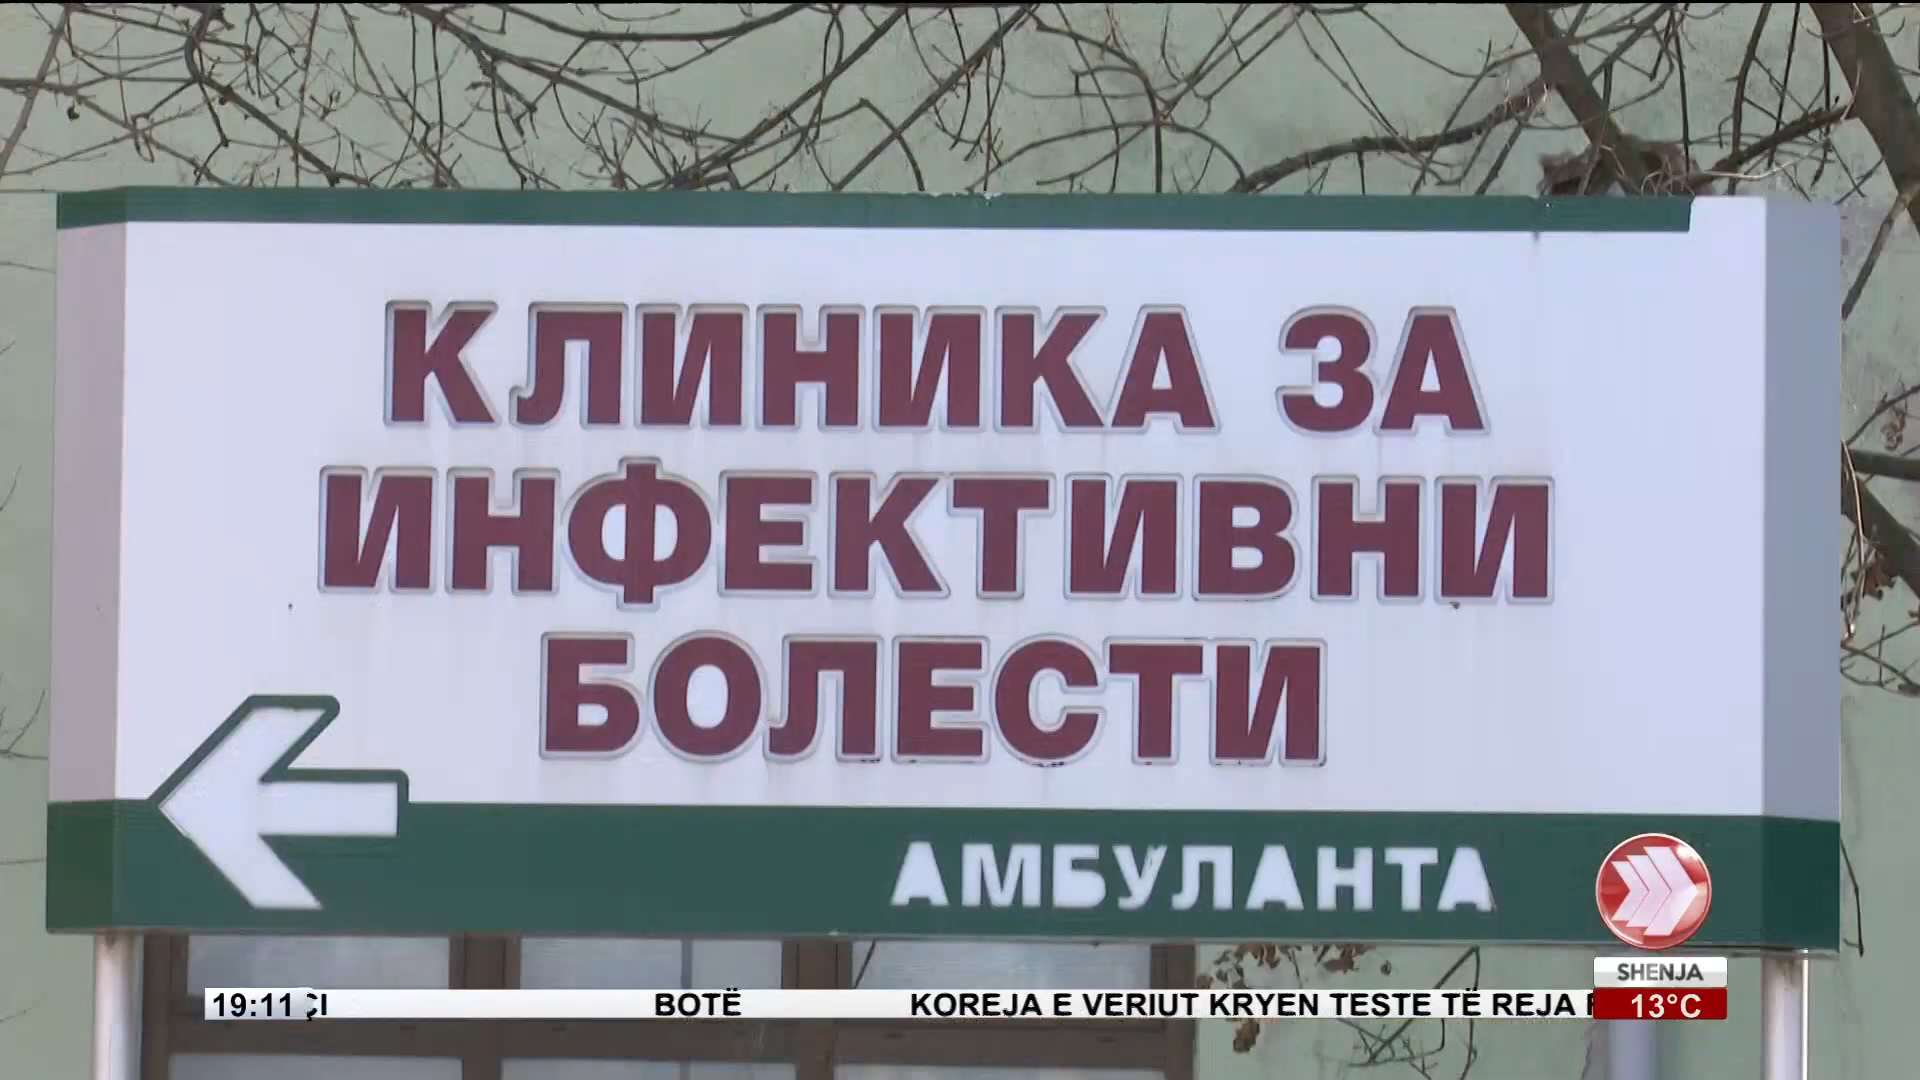 КЛИНИКА ЗА
ИНФЕКТИВНИ
БОЛЕСТИ
АМБУЛАНТА
SHENJA
19:11 BOTË KOREJA E VERIUT KRYEN TESTE TË REJA 13°C